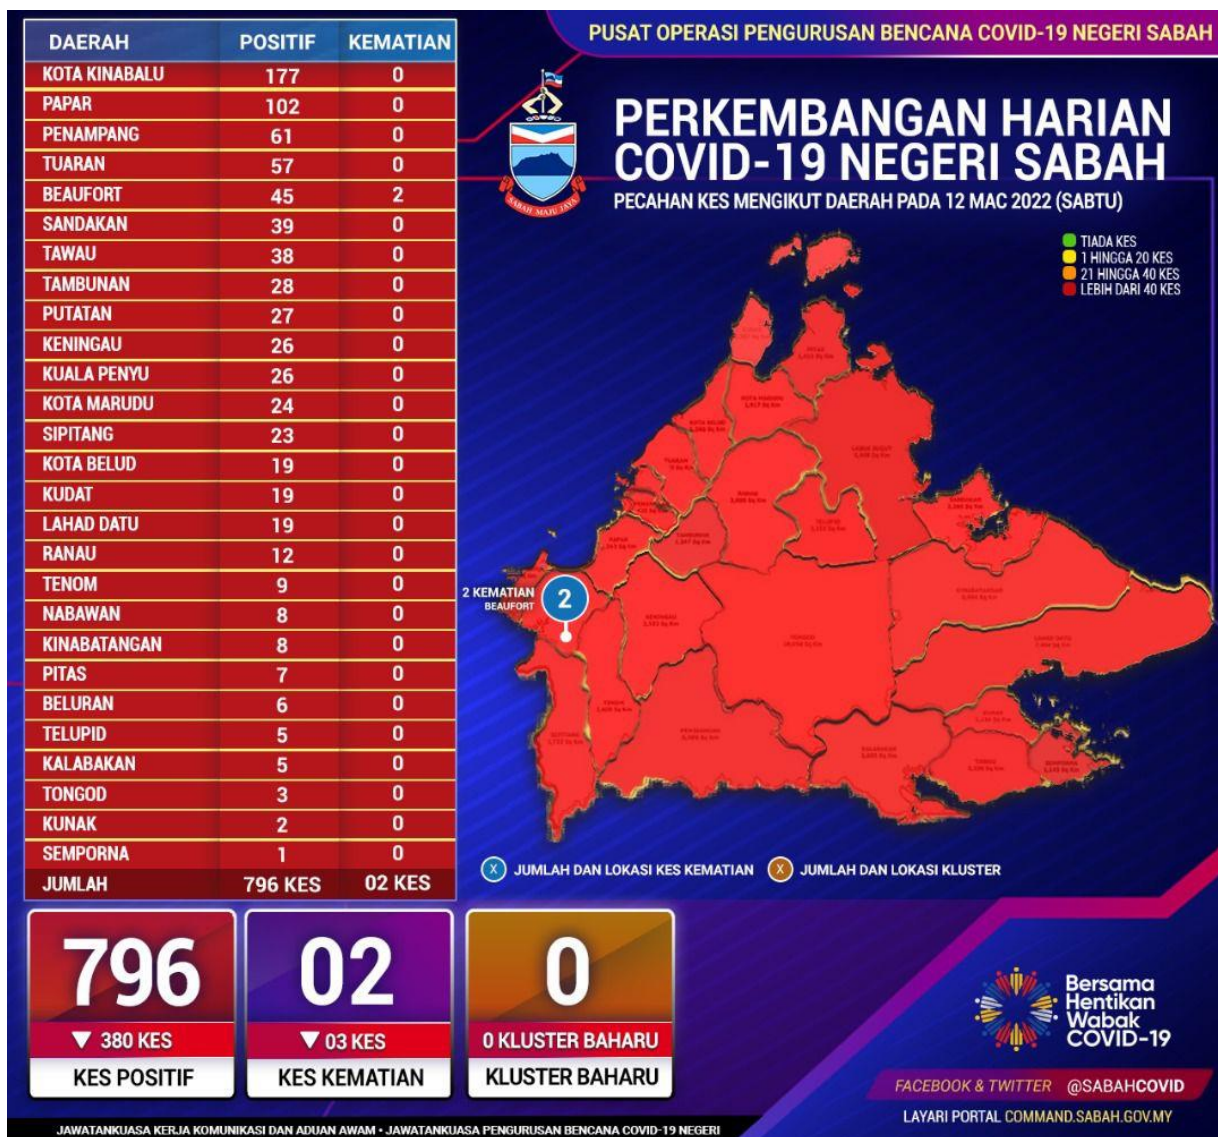 DAERAH POSITIF KEMATIAN
KOTA KINABALU 177 0
PAPAR 102 0
PENAMPANG 61 0
TUARAN 57 0
BEAUFORT 45 2
SANDAKAN 39 0
TAWAU 38 0
TAMBUNAN 28 0
PUTATAN 27 0
KENINGAU 26 0
KUALA PENYU 26 0
KOTA MARUDU 24 0
SIPITANG 23 0
KOTA BELUD 19 0
KUDAT 19 0
LAHAD DATU 19 0
RANAU 12 0
TENOM 9 0
NABAWAN 8 0
KINABATANGAN 8 0
PITAS 7 0
BELURAN 6 0
TELUPID 5 0
KALABAKAN 5 0
TONGOD 3 0
KUNAK 2 0
SEMPORNA 1 0
JUMLAH 796 KES 02 KES
PUSAT OPERASI PENGURUSAN BENCANA COVID-19 NEGERI SABAH
SABAH MAJU JAYA
PERKEMBANGAN HARIAN
COVID-19 NEGERI SABAH
PECAHAN KES MENGIKUT DAERAH PADA 12 MAC 2022 (SABTU)
TIADA KES
1 HINGGA 20 KES
21 HINGGA 40 KES
LEBIH DARI 40 KES
2 KEMATIAN
BEAUFORT
2
X JUMLAH DAN LOKASI KES KEMATIAN
X JUMLAH DAN LOKASI KLUSTER
796
▼ 380 KES
KES POSITIF
02
▼ 03 KES
KES KEMATIAN
0
0 KLUSTER BAHARU
KLUSTER BAHARU
Bersama
Hentikan
Wabak
COVID-19
FACEBOOK & TWITTER @SABAHCOVID
LAYARI PORTAL COMMAND.SABAH.GOV.MY
JAWATANKUASA KERJA KOMUNIKASI DAN ADUAN AWAM • JAWATANKUASA PENGURUSAN BENCANA COVID-19 NEGERI